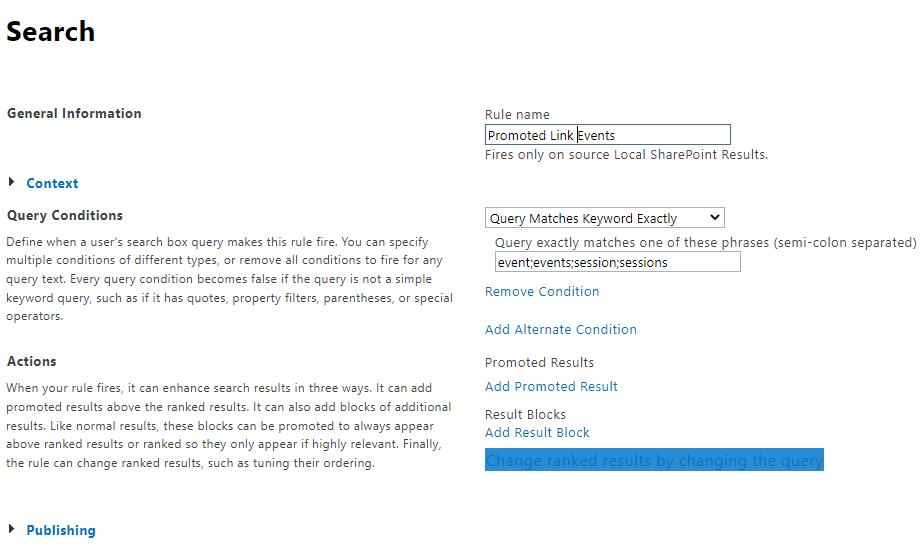 Search
General Information
Rule name
Promoted Link Events
Fires only on source Local SharePoint Results.
Context
Query Conditions
Define when a user's search box query makes this rule fire. You can specify
multiple conditions of different types, or remove all conditions to fire for any
query text. Every query condition becomes false if the query is not a simple
keyword query, such as if it has quotes, property filters, parentheses, or special
operators.
Query Matches Keyword Exactly
Query exactly matches one of these phrases (semi-colon separated)
event;events;session;sessions
Remove Condition
Add Alternate Condition
Actions
When your rule fires, it can enhance search results in three ways. It can add
promoted results above the ranked results. It can also add blocks of additional
results. Like normal results, these blocks can be promoted to always appear
above ranked results or ranked so they only appear if highly relevant. Finally,
the rule can change ranked results, such as tuning their ordering.
Promoted Results
Add Promoted Result
Result Blocks
Add Result Block
Change ranked results by changing the query
Publishing